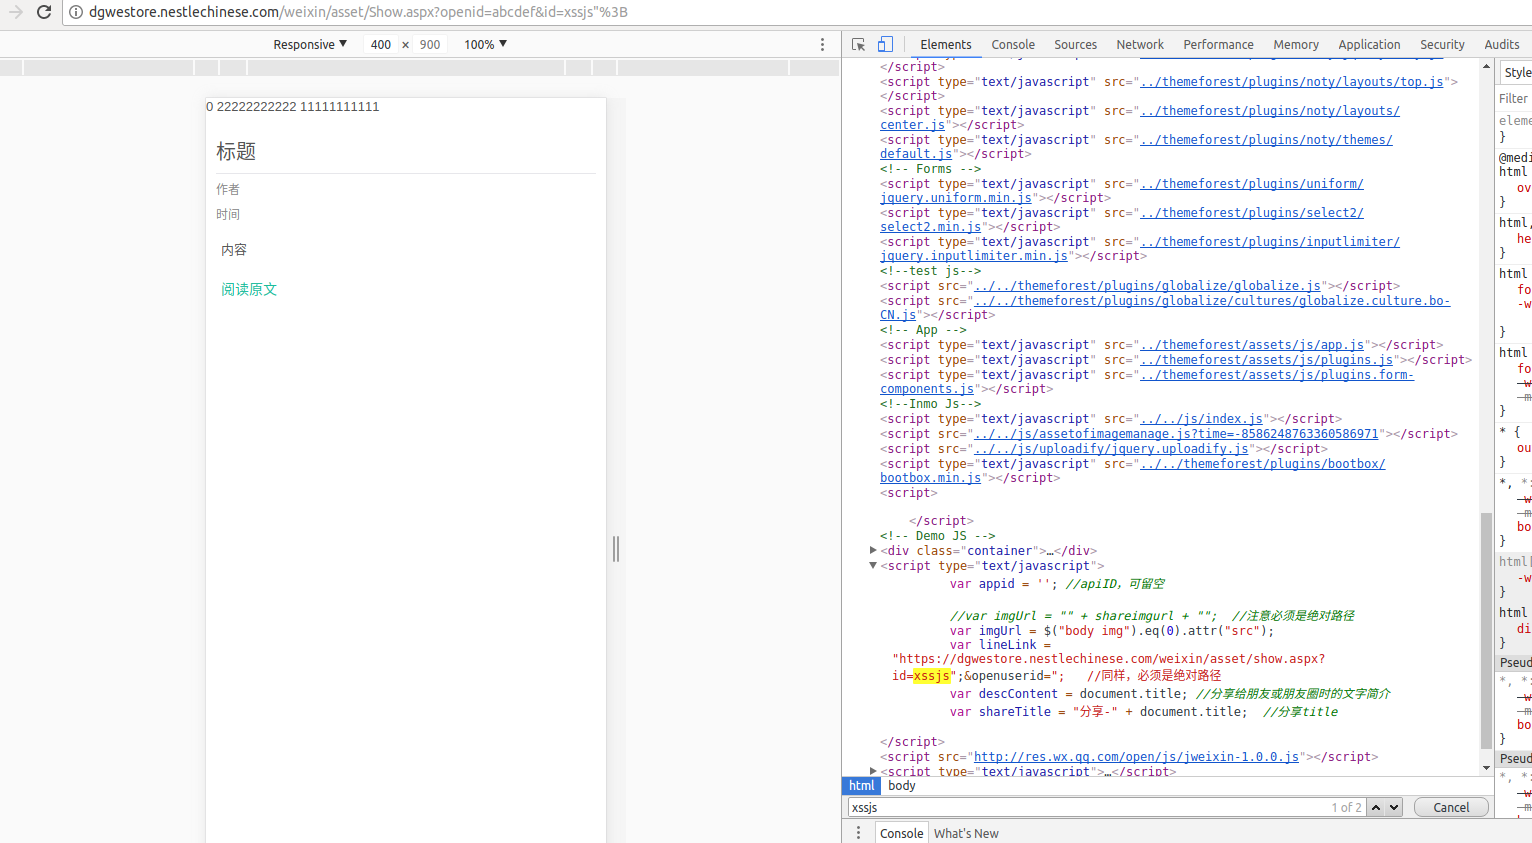 dgwestore.nestlechinese.com/weixin/asset/Show.aspx?openid=abcdef&id=xssjs"%3B
Responsive ▼ 400 × 900 100% ▼
Elements Console Sources Network Performance Memory Application Security Audits
0 22222222222 11111111111
标题
作者
时间
内容
阅读原文
</script>
<script type="text/javascript" src="../themeforest/plugins/noty/layouts/top.js">
</script>
<script type="text/javascript" src="../themeforest/plugins/noty/layouts/
center.js"></script>
<script type="text/javascript" src="../themeforest/plugins/noty/themes/
default.js"></script>
<!-- Forms -->
<script type="text/javascript" src="../themeforest/plugins/uniform/
jquery.uniform.min.js"></script>
<script type="text/javascript" src="../themeforest/plugins/select2/
select2.min.js"></script>
<script type="text/javascript" src="../themeforest/plugins/inputlimiter/
jquery.inputlimiter.min.js"></script>
<!--test js-->
<script src="../../themeforest/plugins/globalize/globalize.js"></script>
<script src="../../themeforest/plugins/globalize/cultures/globalize.culture.bo-
CN.js"></script>
<!-- App -->
<script type="text/javascript" src="../themeforest/assets/js/app.js"></script>
<script type="text/javascript" src="../themeforest/assets/js/plugins.js"></script>
<script type="text/javascript" src="../themeforest/assets/js/plugins.form-
components.js"></script>
<!--Inmo Js-->
<script type="text/javascript" src="../../js/index.js"></script>
<script src="../../js/assetofimagemanage.js?time=-8586248763360586971"></script>
<script src="../../js/uploadify/jquery.uploadify.js"></script>
<script type="text/javascript" src="../../themeforest/plugins/bootbox/
bootbox.min.js"></script>
<script>
</script>
<!-- Demo JS -->
<div class="container">…</div>
<script type="text/javascript">
var appid = ''; //apiID，可留空
//var imgUrl = "" + shareimgurl + ""; //注意必须是绝对路径
var imgUrl = $("body img").eq(0).attr("src");
var lineLink =
"https://dgwestore.nestlechinese.com/weixin/asset/show.aspx?
id=xssjs";&openuserid="; //同样，必须是绝对路径
var descContent = document.title; //分享给朋友或朋友圈时的文字简介
var shareTitle = "分享-" + document.title; //分享title
</script>
<script src="http://res.wx.qq.com/open/js/jweixin-1.0.0.js"></script>
<script type="text/javascript">…</script>
html body
xssjs 1 of 2 Cancel
Console What's New
Style
Filter
eleme
}
@medi
html
ov
}
html,
he
}
html
fo
-w
}
html
fo
-w
-m
}
* {
ou
}
*, *:
-w
-m
bo
}
html[
-w
}
html
di
}
Pseud
*, *:
-w
-m
bo
}
Pseud
*, *:
-w
-m